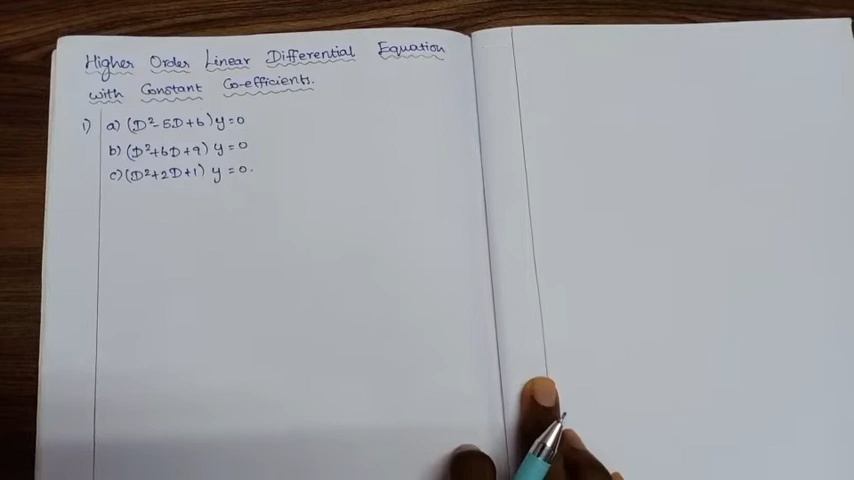 Higher Order Linear Differential Equation
with Constant Co-efficients.
1) a) (D²-5D+6)y=0
b) (D²+6D+9) y=0
c) (D²+2D+1) y =0.